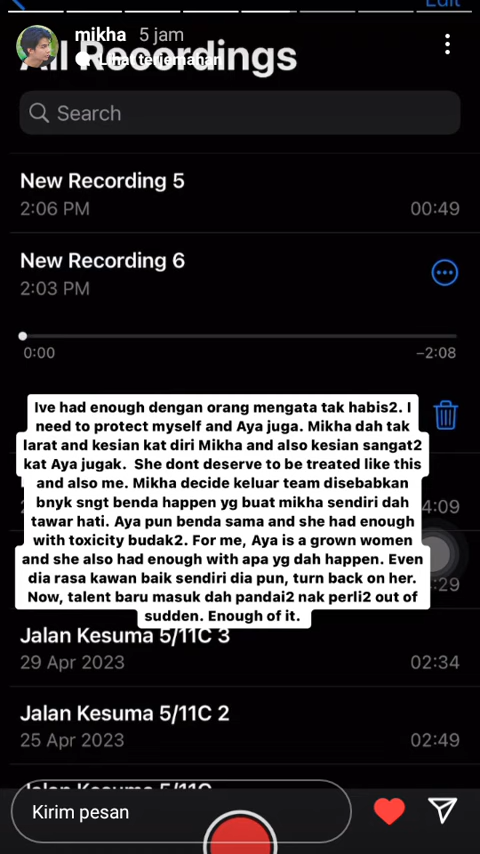 Edit
mikha 5 jam
All Recordings
Lihat terjemahan
Search
New Recording 5
2:06 PM 00:49
New Recording 6
2:03 PM
0:00 −2:08
Ive had enough dengan orang mengata tak habis2. I
need to protect myself and Aya juga. Mikha dah tak
larat and kesian kat diri Mikha and also kesian sangat2
kat Aya jugak. She dont deserve to be treated like this
and also me. Mikha decide keluar team disebabkan
bnyk sngt benda happen yg buat mikha sendiri dah
tawar hati. Aya pun benda sama and she had enough
with toxicity budak2. For me, Aya is a grown women
and she also had enough with apa yg dah happen. Even
dia rasa kawan baik sendiri dia pun, turn back on her.
Now, talent baru masuk dah pandai2 nak perli2 out of
sudden. Enough of it.
4:09
:29
Jalan Kesuma 5/11C 3
29 Apr 2023 02:34
Jalan Kesuma 5/11C 2
25 Apr 2023 02:49
Jalan Kesuma 5/11C
Kirim pesan